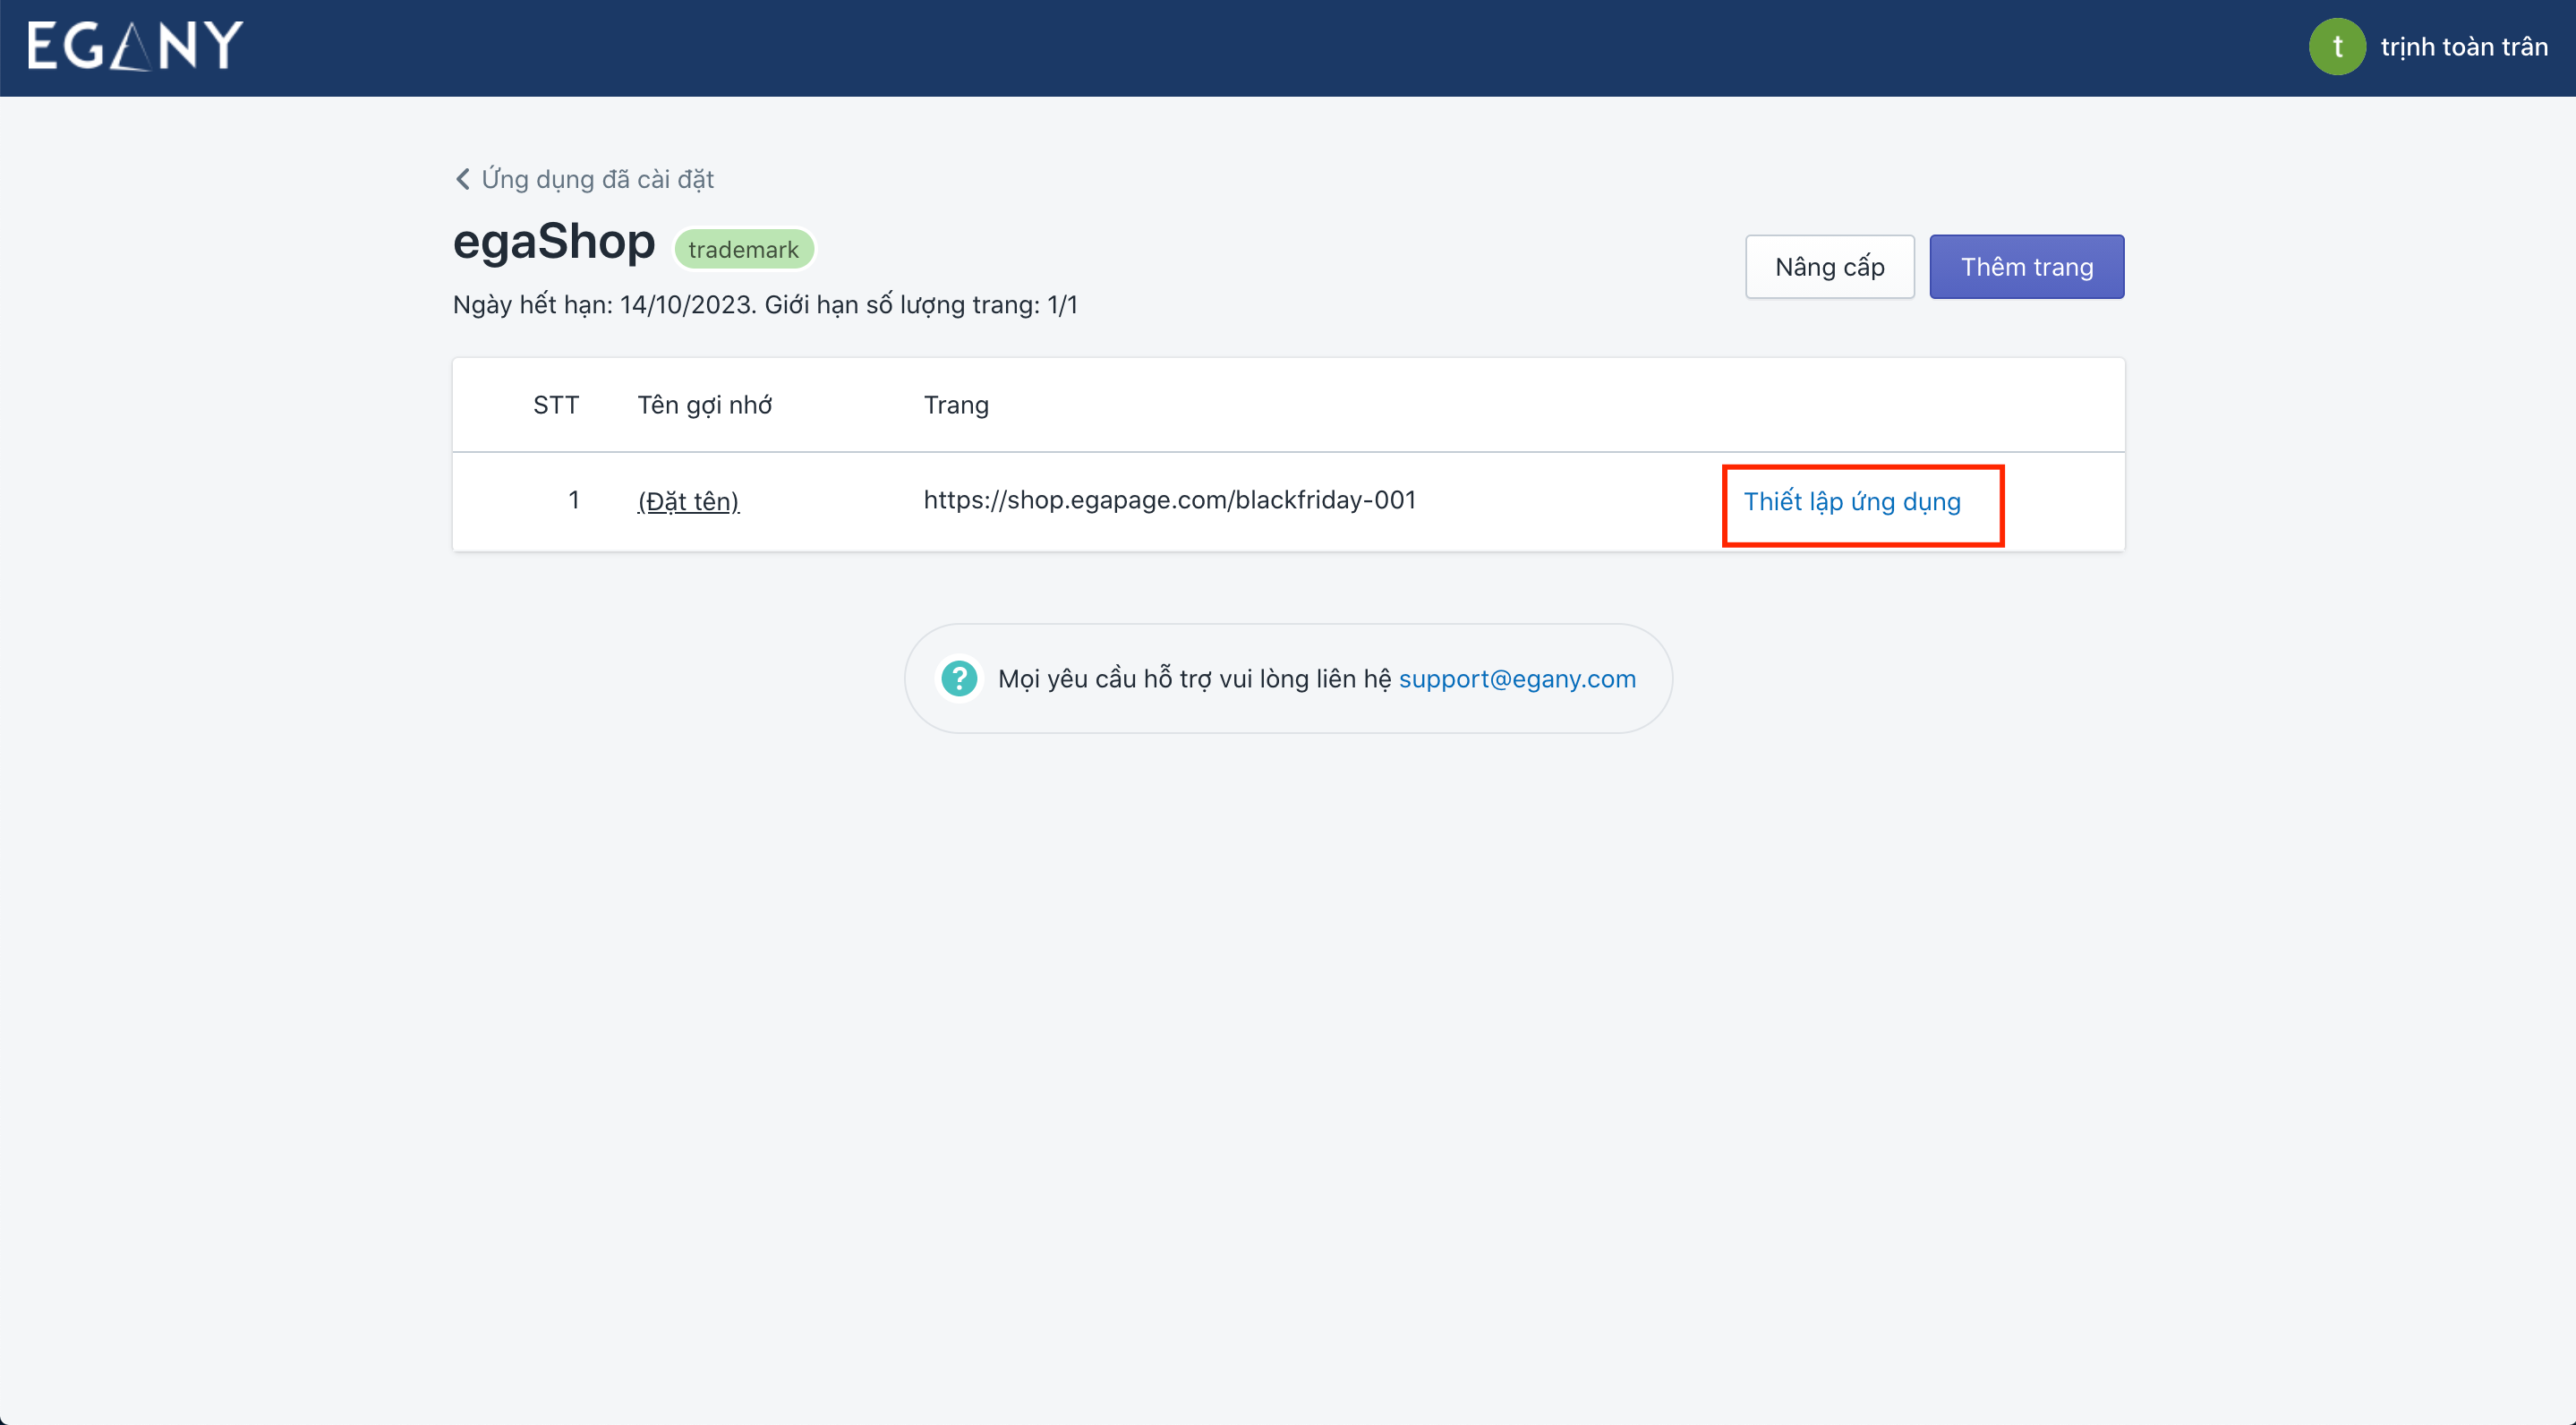 EGANY
t trịnh toàn trân
Ứng dụng đã cài đặt
egaShop trademark
Nâng cấp Thêm trang
Ngày hết hạn: 14/10/2023. Giới hạn số lượng trang: 1/1
STT Tên gợi nhớ Trang
1 (Đặt tên) https://shop.egapage.com/blackfriday-001 Thiết lập ứng dụng
? Mọi yêu cầu hỗ trợ vui lòng liên hệ support@egany.com